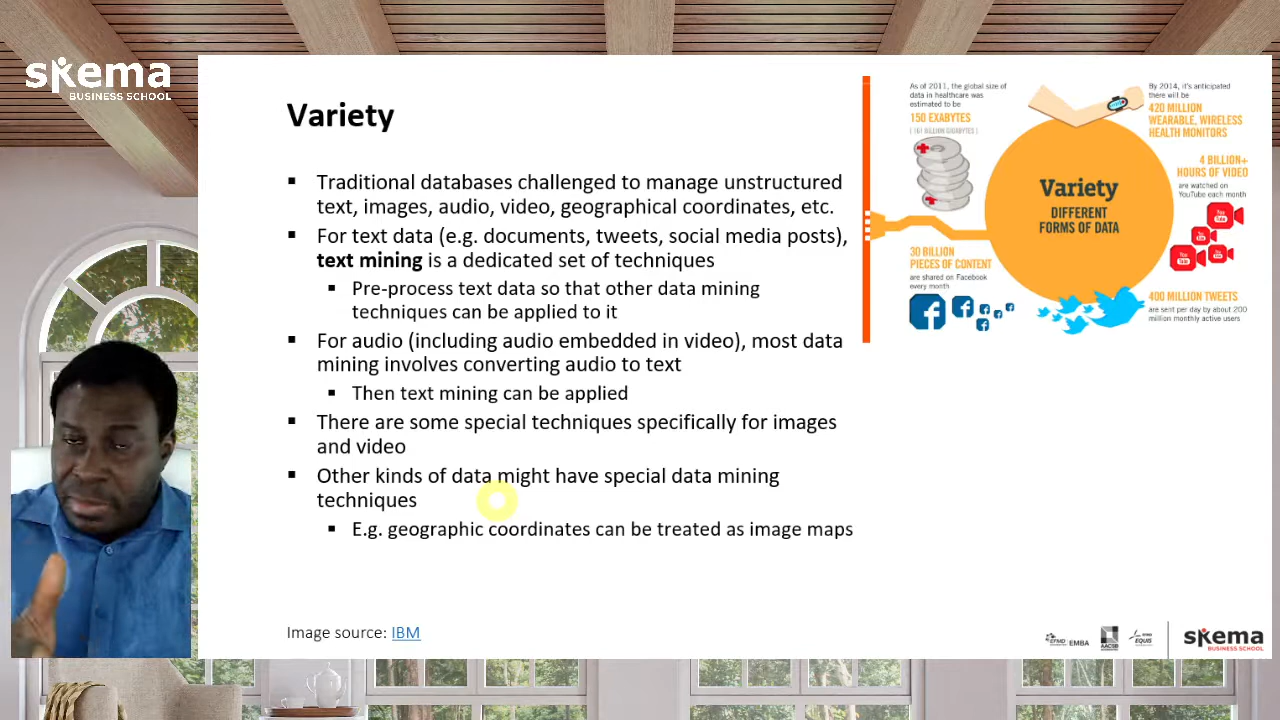 skema
BUSINESS SCHOOL
Variety
▪ Traditional databases challenged to manage unstructured
text, images, audio, video, geographical coordinates, etc.
▪ For text data (e.g. documents, tweets, social media posts),
text mining is a dedicated set of techniques
▪ Pre-process text data so that other data mining
techniques can be applied to it
▪ For audio (including audio embedded in video), most data
mining involves converting audio to text
▪ Then text mining can be applied
▪ There are some special techniques specifically for images
and video
▪ Other kinds of data might have special data mining
techniques
▪ E.g. geographic coordinates can be treated as image maps
Image source: IBM
As of 2011, the global size of
data in healthcare was
estimated to be
150 EXABYTES
( 161 BILLION GIGABYTES )
By 2014, it's anticipated
there will be
420 MILLION
WEARABLE, WIRELESS
HEALTH MONITORS
4 BILLION+
HOURS OF VIDEO
are watched on
YouTube each month
Variety
DIFFERENT
FORMS OF DATA
30 BILLION
PIECES OF CONTENT
are shared on Facebook
every month
400 MILLION TWEETS
are sent per day by about 200
million monthly active users
EFMD EMBA
AACSB
EQUIS
skema
BUSINESS SCHOOL